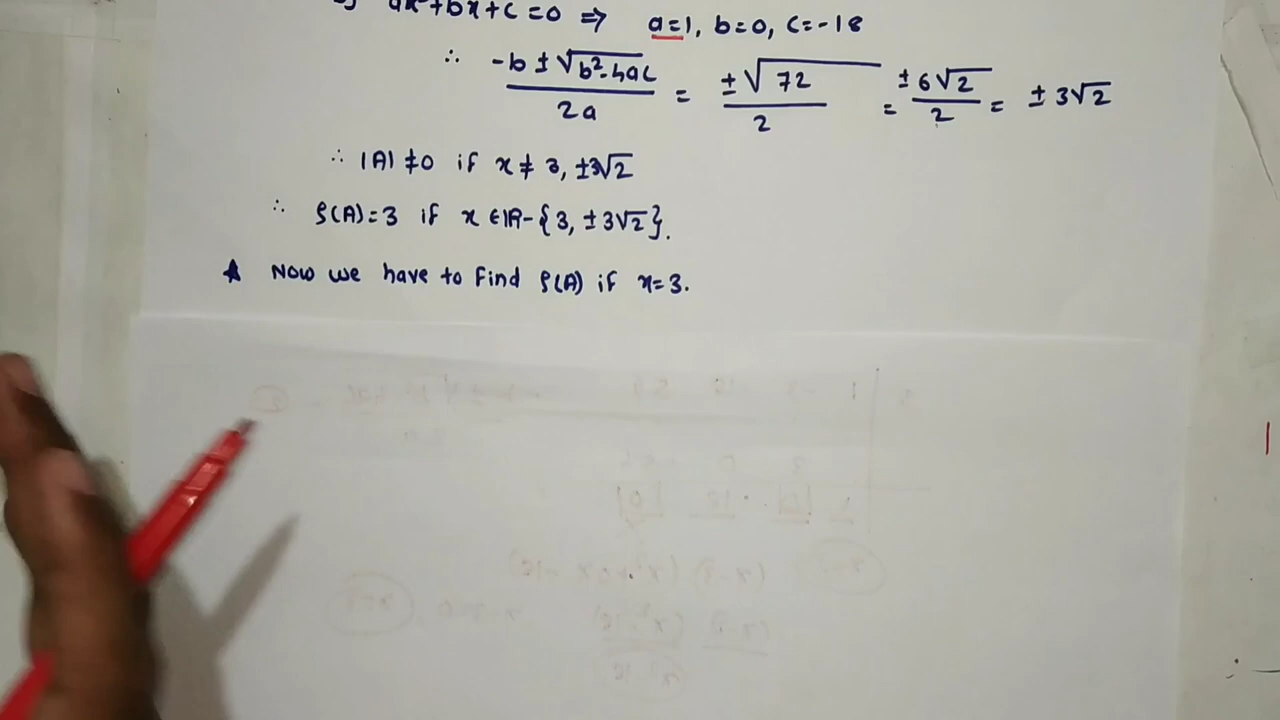 ax²+bx+c=0 ⇒ a=1, b=0, c=-18
∴ -b ± √b²-4ac / 2a = ±√72 / 2 = ±6√2 / 2 = ±3√2
∴ |A| ≠ 0 if x ≠ 3, ±3√2
∴ ρ(A)=3 if x ∈ IR-{3, ±3√2}.
★ Now we have to find ρ(A) if x=3.